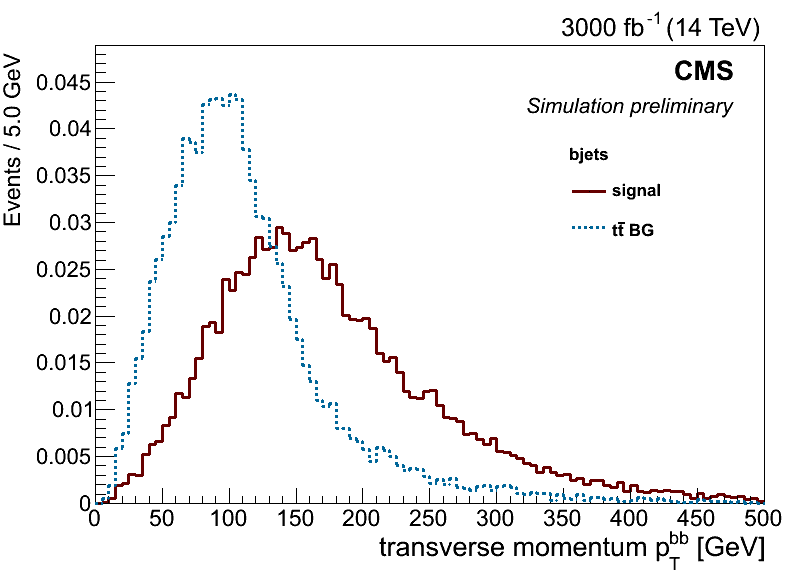 3000 fb⁻¹ (14 TeV)
CMS
Simulation preliminary
bjets
signal
tt̄ BG
Events / 5.0 GeV
0.045
0.04
0.035
0.03
0.025
0.02
0.015
0.01
0.005
0
0 50 100 150 200 250 300 350 400 450 500
transverse momentum p_T^bb [GeV]